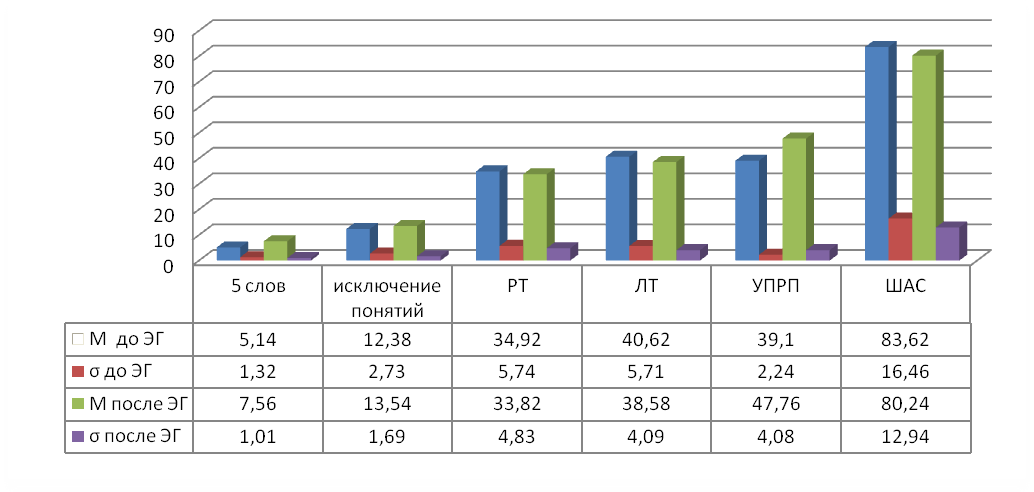 90
80
70
60
50
40
30
20
10
0
5 слов исключение понятий РТ ЛТ УПРП ШАС
М до ЭГ 5,14 12,38 34,92 40,62 39,1 83,62
σ до ЭГ 1,32 2,73 5,74 5,71 2,24 16,46
М после ЭГ 7,56 13,54 33,82 38,58 47,76 80,24
σ после ЭГ 1,01 1,69 4,83 4,09 4,08 12,94